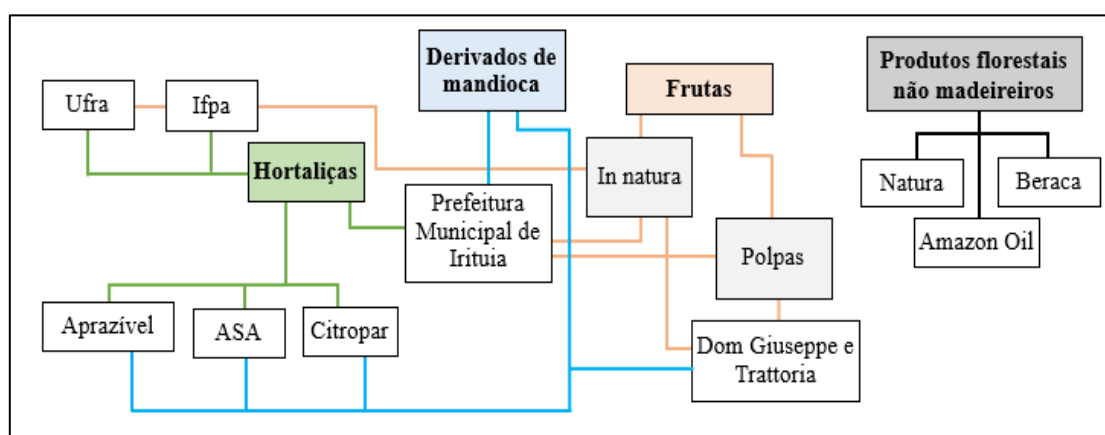 Derivados de
mandioca
Produtos florestais
não madeireiros
Frutas
Ufra
Ifpa
Hortaliças
In natura
Natura
Beraca
Prefeitura
Municipal de
Irituia
Amazon Oil
Polpas
Aprazível
ASA
Citropar
Dom Giuseppe e
Trattoria